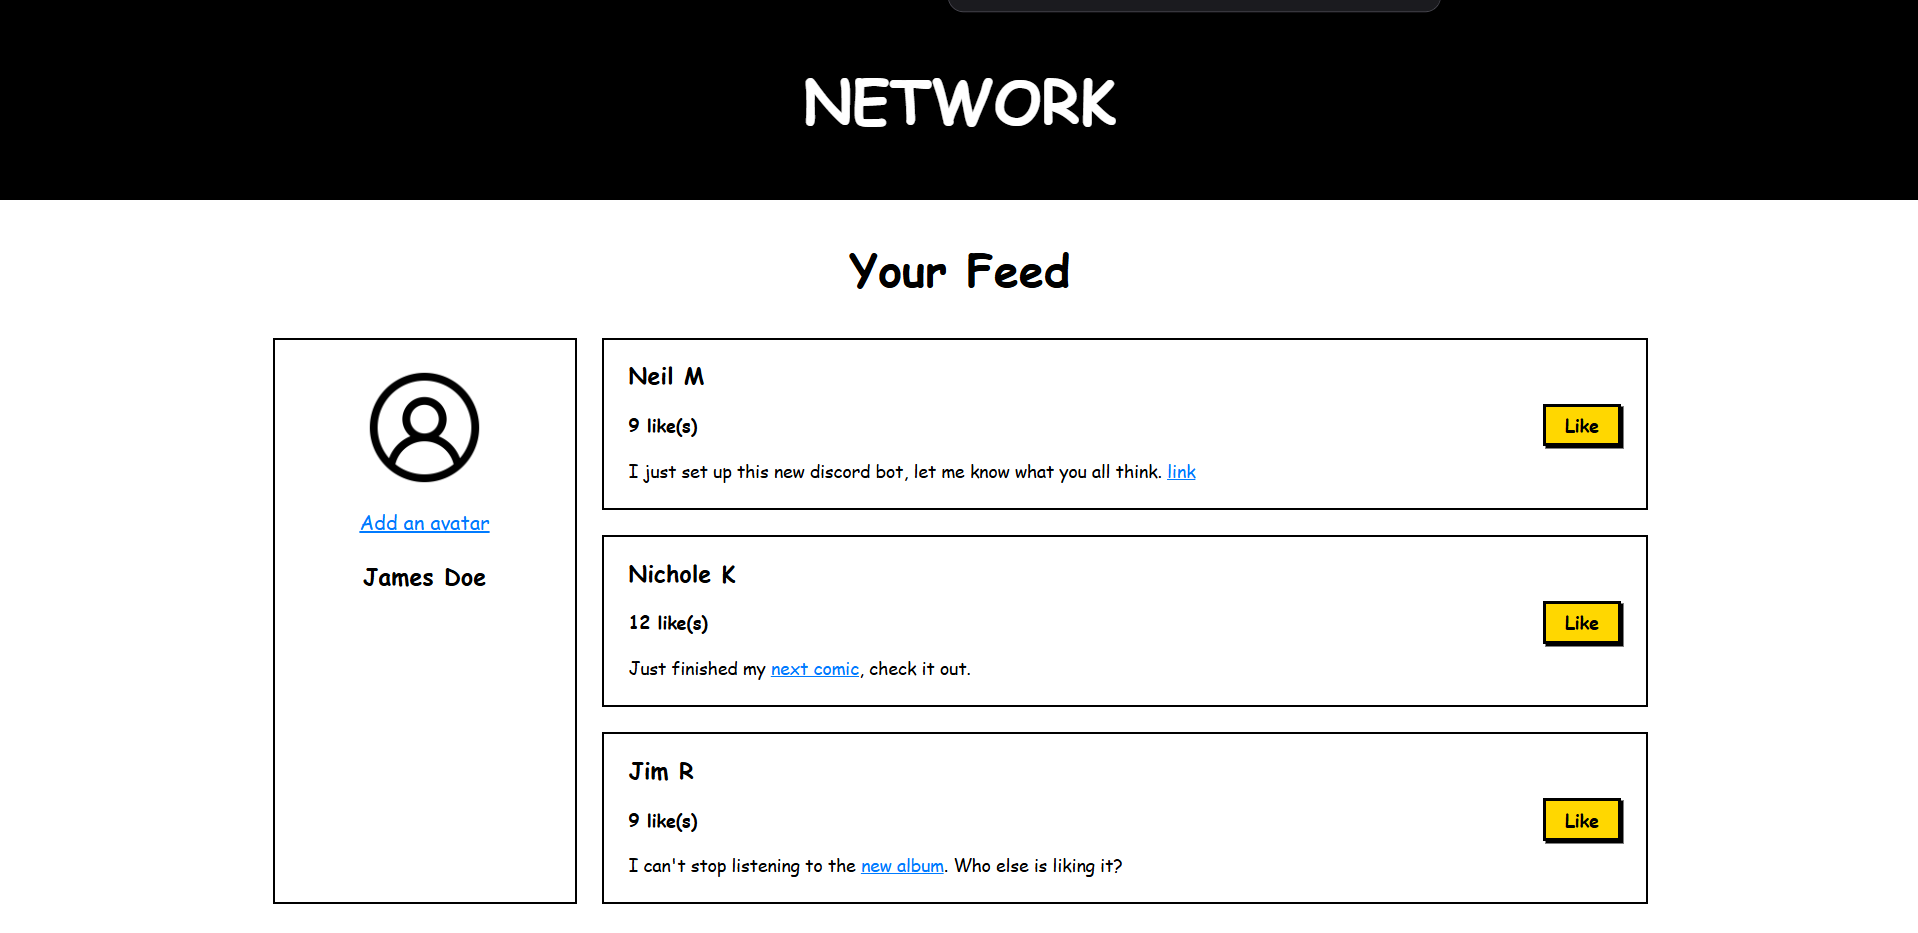 NETWORK
Your Feed
Add an avatar
James Doe
Neil M
9 like(s)
Like
I just set up this new discord bot, let me know what you all think. link
Nichole K
12 like(s)
Like
Just finished my next comic, check it out.
Jim R
9 like(s)
Like
I can't stop listening to the new album. Who else is liking it?